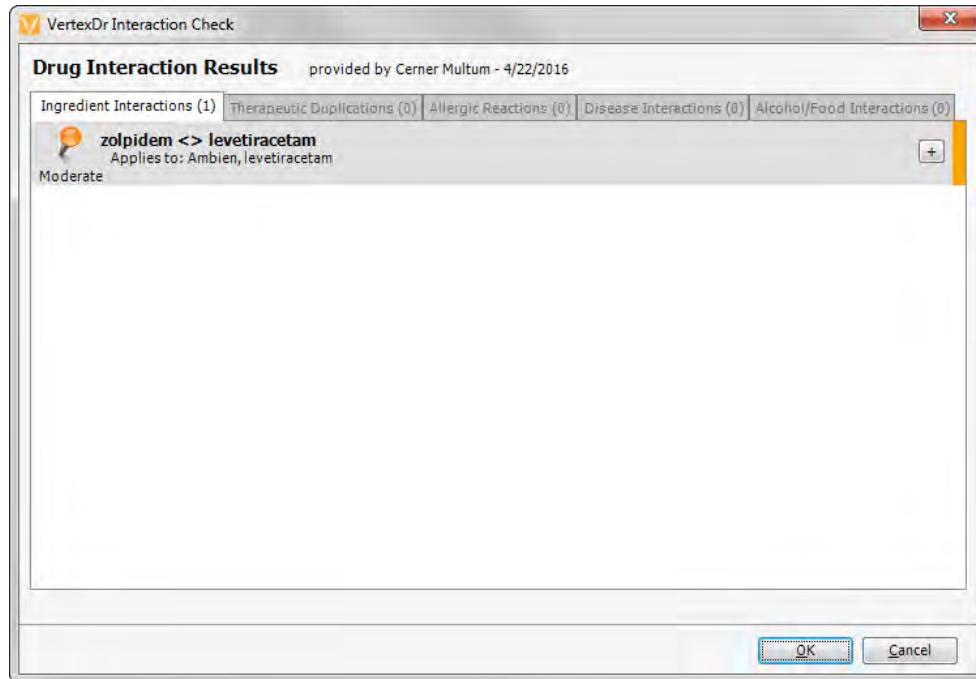 VertexDr Interaction Check
Drug Interaction Results provided by Cerner Multum - 4/22/2016
Ingredient Interactions (1) Therapeutic Duplications (0) Allergic Reactions (0) Disease Interactions (0) Alcohol/Food Interactions (0)
zolpidem <> levetiracetam
Applies to: Ambien, levetiracetam
+
Moderate
OK Cancel